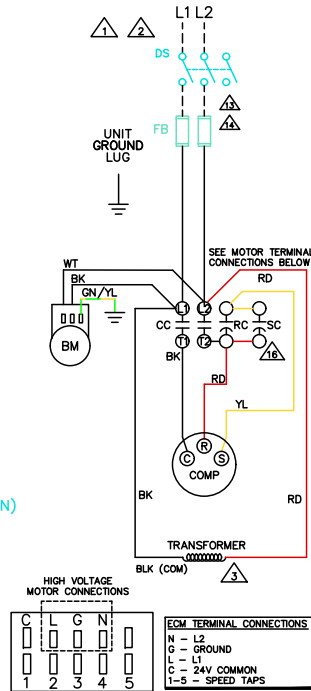 L1 L2
1
2
DS
13
14
FB
UNIT
GROUND
LUG
SEE MOTOR TERMINAL
CONNECTIONS BELOW
WT
RD
BK
GN/YL
L1
L2
CC
RC
SC
BM
T1
T2
16
BK
RD
YL
R
C
S
COMP
N)
BK
RD
TRANSFORMER
BLK (COM)
3
HIGH VOLTAGE
MOTOR CONNECTIONS
C L G N
1 2 3 4 5
ECM TERMINAL CONNECTIONS
N – L2
G – GROUND
L – L1
C – 24V COMMON
1–5 – SPEED TAPS